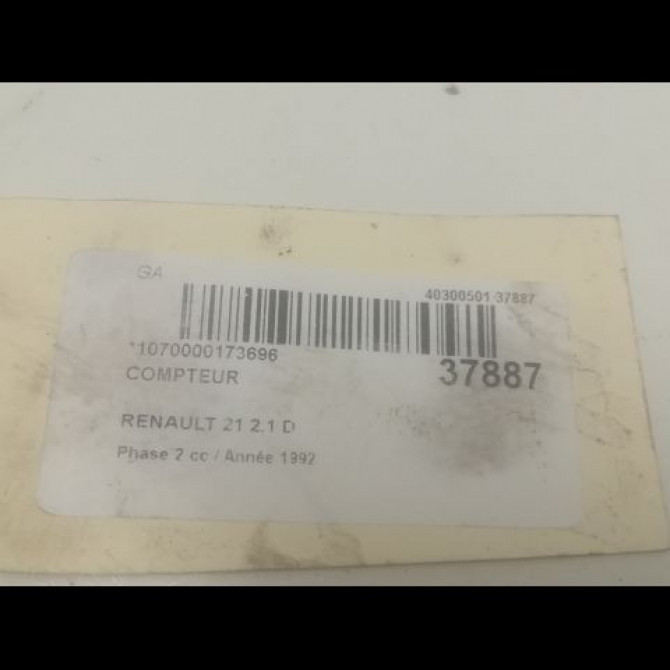 GA
40300501 37887
*1070000173696
COMPTEUR
37887
RENAULT 21 2.1 D
Phase 2 cc / Année 1992